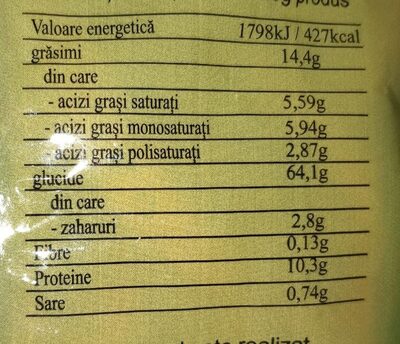 produs
Valoare energetică 1798kJ / 427kcal
grăsimi 14,4g
din care
- acizi grași saturați 5,59g
- acizi grași monosaturați 5,94g
- acizi grași polisaturați 2,87g
glucide 64,1g
din care
- zaharuri 2,8g
Fibre 0,13g
Proteine 10,3g
Sare 0,74g
realizat